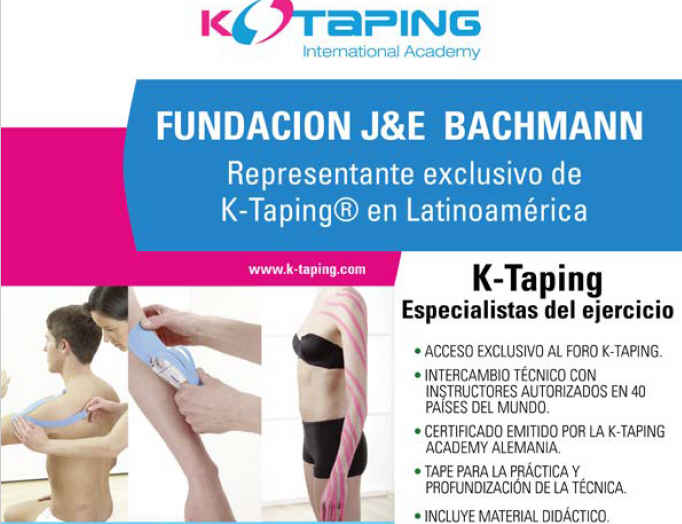 K TAPING
International Academy
FUNDACION J&E BACHMANN
Representante exclusivo de
K-Taping® en Latinoamérica
www.k-taping.com
K-Taping
Especialistas del ejercicio
• ACCESO EXCLUSIVO AL FORO K-TAPING.
• INTERCAMBIO TÉCNICO CON
INSTRUCTORES AUTORIZADOS EN 40
PAÍSES DEL MUNDO.
• CERTIFICADO EMITIDO POR LA K-TAPING
ACADEMY ALEMANIA.
• TAPE PARA LA PRÁCTICA Y
PROFUNDIZACIÓN DE LA TÉCNICA.
• INCLUYE MATERIAL DIDÁCTICO.